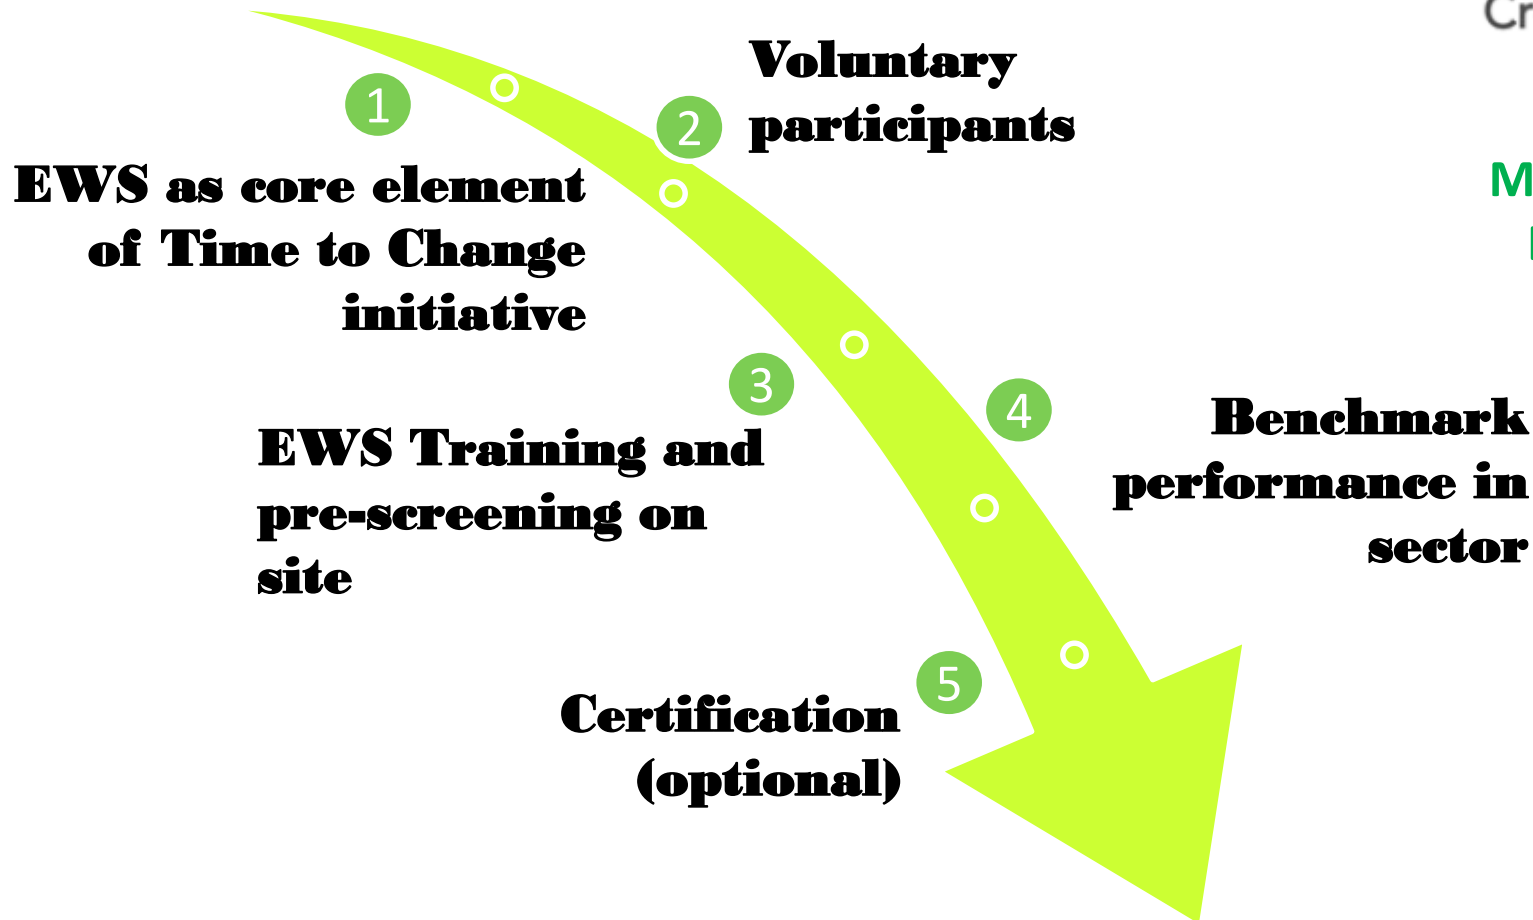 1
EWS as core element
of Time to Change
initiative
2
Voluntary
participants
3
EWS Training and
pre-screening on
site
4
Benchmark
performance in
sector
5
Certification
(optional)